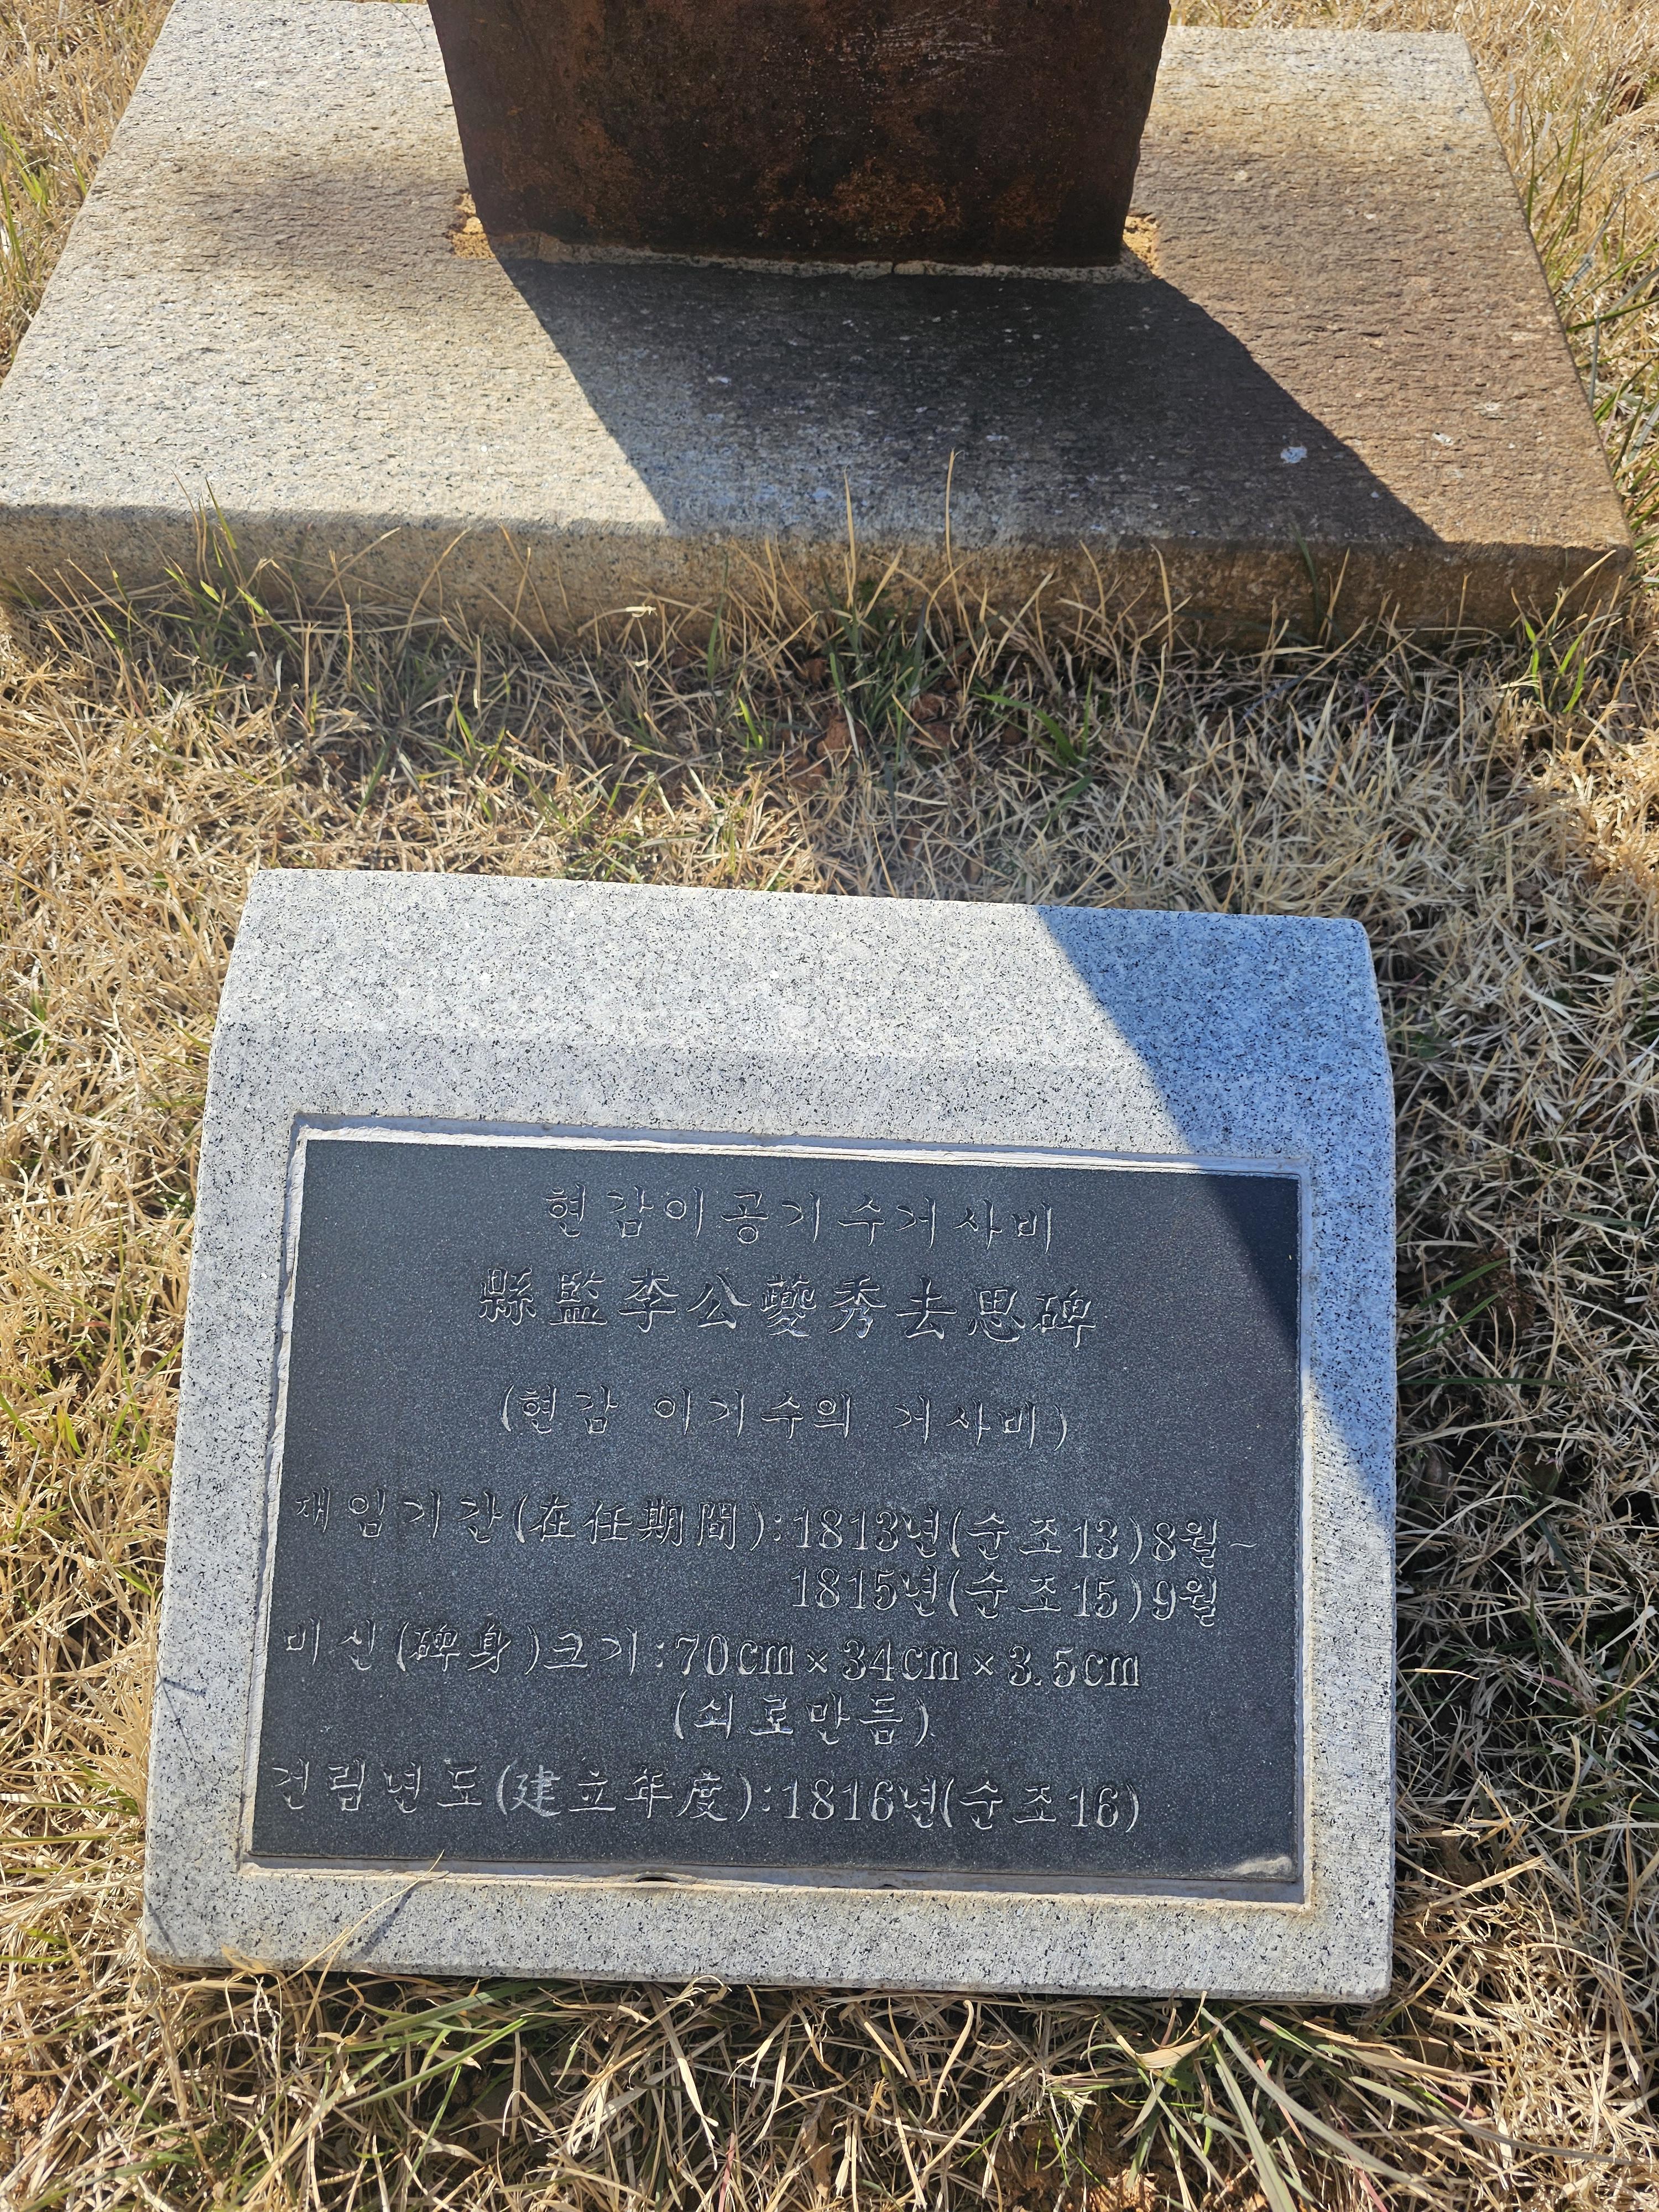 현감이공기수거사비
縣監李公夔秀去思碑
(현감 이기수의 거사비)
재임기간(在任期間):1813년(순조13)8월~
1815년(순조15)9월
비신(碑身)크기:70cm×34cm×3.5cm
(쇠로만듬)
건립년도(建立年度):1816년(순조16)